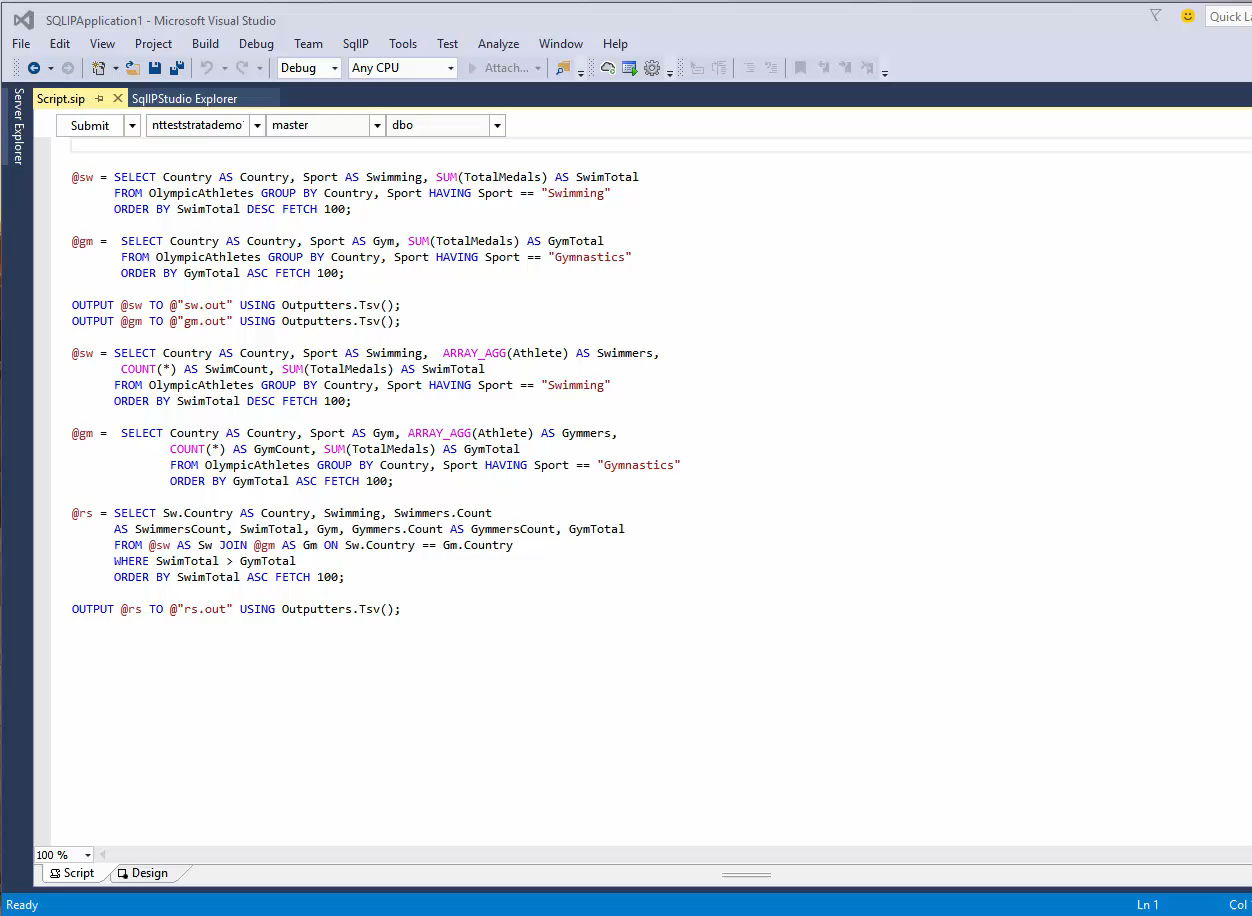 SQLIPApplication1 - Microsoft Visual Studio
Quick La
File Edit View Project Build Debug Team SqlIP Tools Test Analyze Window Help
Debug Any CPU Attach...
Server Explorer
Script.sip SqlIPStudio Explorer
Submit ntteststratademo master dbo
@sw = SELECT Country AS Country, Sport AS Swimming, SUM(TotalMedals) AS SwimTotal
FROM OlympicAthletes GROUP BY Country, Sport HAVING Sport == "Swimming"
ORDER BY SwimTotal DESC FETCH 100;
@gm = SELECT Country AS Country, Sport AS Gym, SUM(TotalMedals) AS GymTotal
FROM OlympicAthletes GROUP BY Country, Sport HAVING Sport == "Gymnastics"
ORDER BY GymTotal ASC FETCH 100;
OUTPUT @sw TO @"sw.out" USING Outputters.Tsv();
OUTPUT @gm TO @"gm.out" USING Outputters.Tsv();
@sw = SELECT Country AS Country, Sport AS Swimming, ARRAY_AGG(Athlete) AS Swimmers,
COUNT(*) AS SwimCount, SUM(TotalMedals) AS SwimTotal
FROM OlympicAthletes GROUP BY Country, Sport HAVING Sport == "Swimming"
ORDER BY SwimTotal DESC FETCH 100;
@gm = SELECT Country AS Country, Sport AS Gym, ARRAY_AGG(Athlete) AS Gymmers,
COUNT(*) AS GymCount, SUM(TotalMedals) AS GymTotal
FROM OlympicAthletes GROUP BY Country, Sport HAVING Sport == "Gymnastics"
ORDER BY GymTotal ASC FETCH 100;
@rs = SELECT Sw.Country AS Country, Swimming, Swimmers.Count
AS SwimmersCount, SwimTotal, Gym, Gymmers.Count AS GymmersCount, GymTotal
FROM @sw AS Sw JOIN @gm AS Gm ON Sw.Country == Gm.Country
WHERE SwimTotal > GymTotal
ORDER BY SwimTotal ASC FETCH 100;
OUTPUT @rs TO @"rs.out" USING Outputters.Tsv();
100 %
Script Design
Ready Ln 1 Col